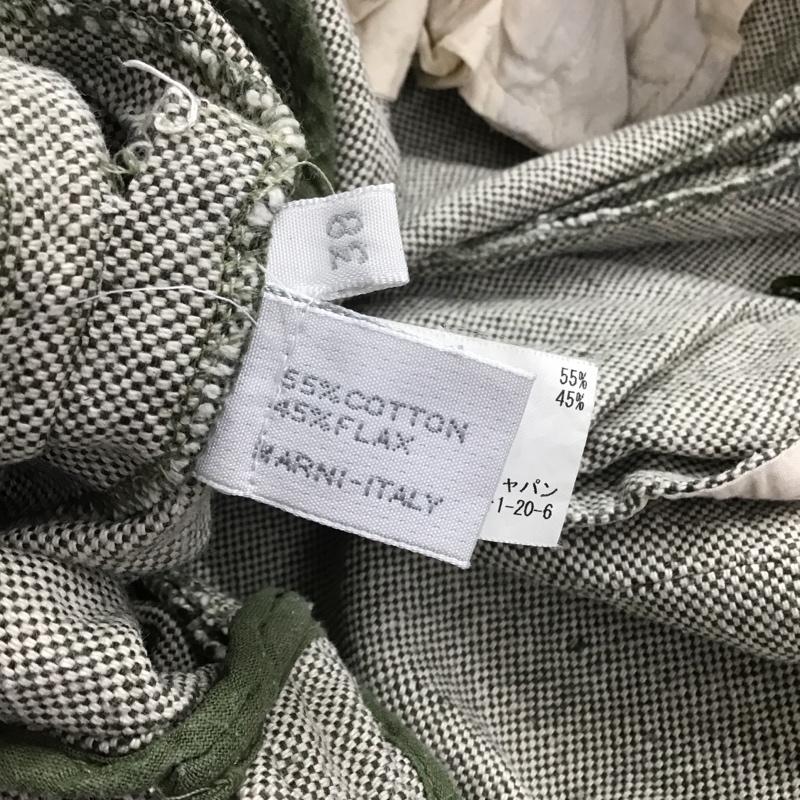 38
55%COTTON
45%FLAX
MARNI-ITALY
55%
45%
ャパン
1-20-6